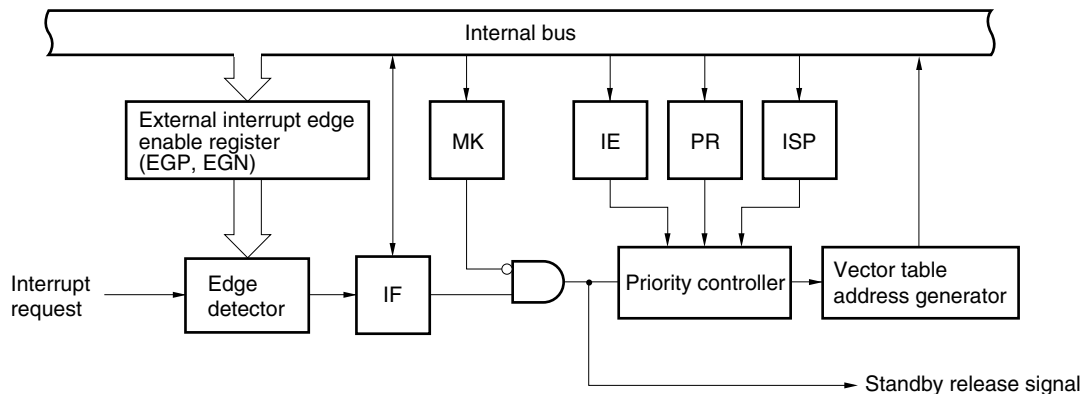 Internal bus
External interrupt edge
enable register
(EGP, EGN)
MK
IE
PR
ISP
Interrupt
request
Edge
detector
IF
Priority controller
Vector table
address generator
Standby release signal